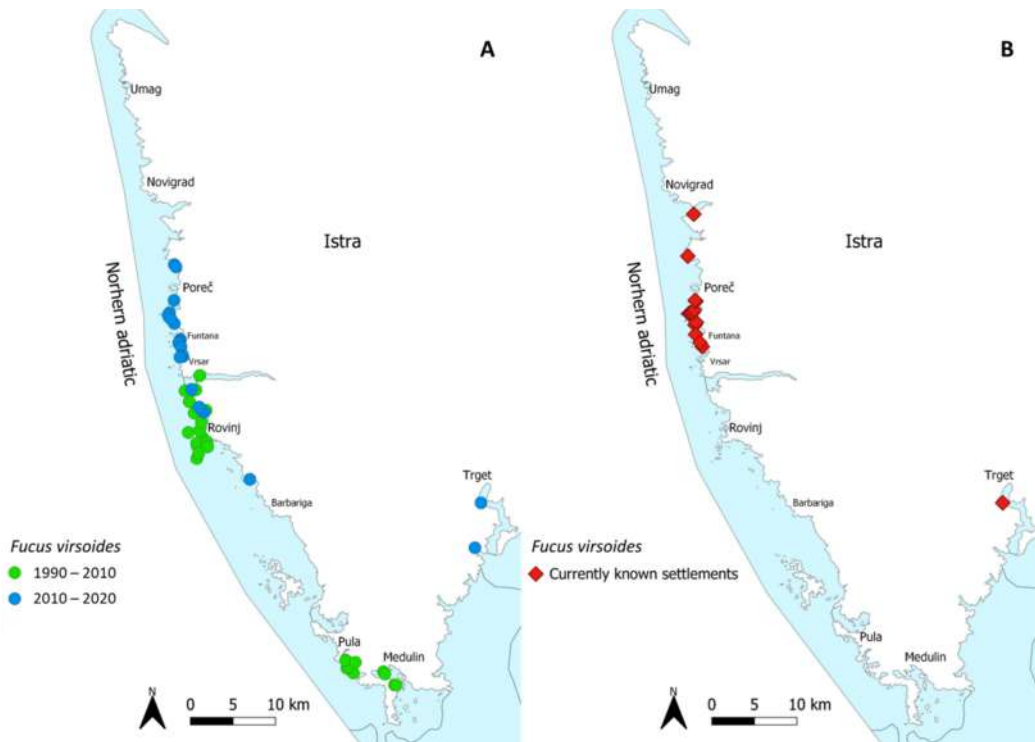 A
Umag
Novigrad
Istra
Norhern adriatic
Poreč
Funtana
Vrsar
Rovinj
Trget
Barbariga
Fucus virsoides
1990 – 2010
2010 – 2020
Pula
Medulin
N
0 5 10 km
B
Umag
Novigrad
Istra
Norhern adriatic
Poreč
Funtana
Vrsar
Rovinj
Trget
Barbariga
Fucus virsoides
Currently known settlements
Pula
Medulin
N
0 5 10 km